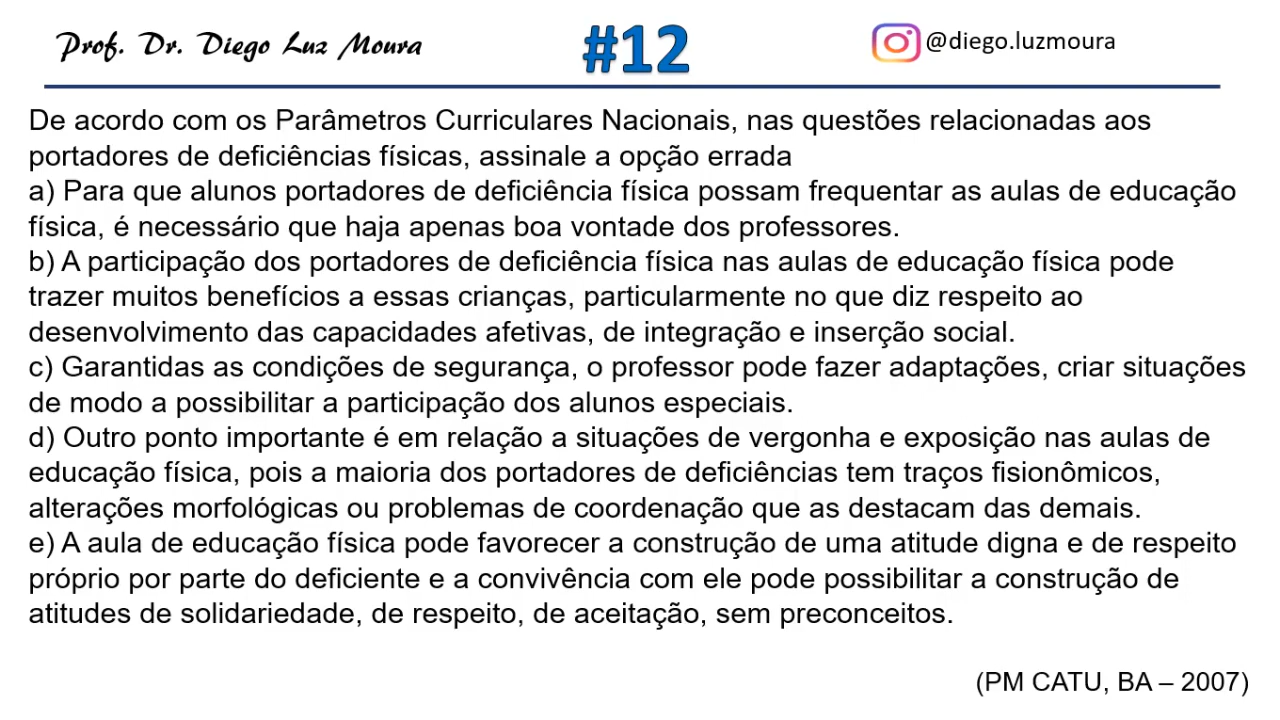 Prof. Dr. Diego Luz Moura
#12
@diego.luzmoura
De acordo com os Parâmetros Curriculares Nacionais, nas questões relacionadas aos
portadores de deficiências físicas, assinale a opção errada
a) Para que alunos portadores de deficiência física possam frequentar as aulas de educação
física, é necessário que haja apenas boa vontade dos professores.
b) A participação dos portadores de deficiência física nas aulas de educação física pode
trazer muitos benefícios a essas crianças, particularmente no que diz respeito ao
desenvolvimento das capacidades afetivas, de integração e inserção social.
c) Garantidas as condições de segurança, o professor pode fazer adaptações, criar situações
de modo a possibilitar a participação dos alunos especiais.
d) Outro ponto importante é em relação a situações de vergonha e exposição nas aulas de
educação física, pois a maioria dos portadores de deficiências tem traços fisionômicos,
alterações morfológicas ou problemas de coordenação que as destacam das demais.
e) A aula de educação física pode favorecer a construção de uma atitude digna e de respeito
próprio por parte do deficiente e a convivência com ele pode possibilitar a construção de
atitudes de solidariedade, de respeito, de aceitação, sem preconceitos.
(PM CATU, BA – 2007)